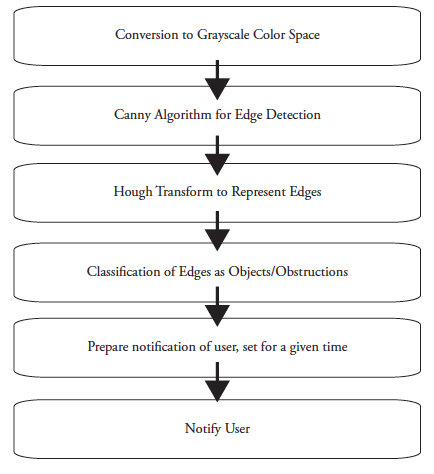 Conversion to Grayscale Color Space
Canny Algorithm for Edge Detection
Hough Transform to Represent Edges
Classification of Edges as Objects/Obstructions
Prepare notification of user, set for a given time
Notify User